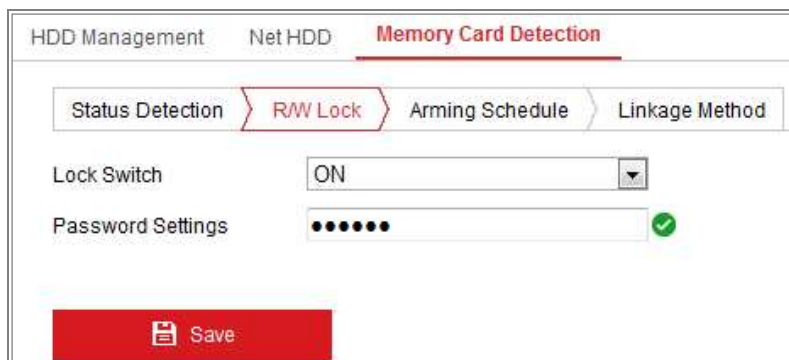 HDD Management Net HDD Memory Card Detection
Status Detection R/W Lock Arming Schedule Linkage Method
Lock Switch ON
Password Settings ••••••
Save